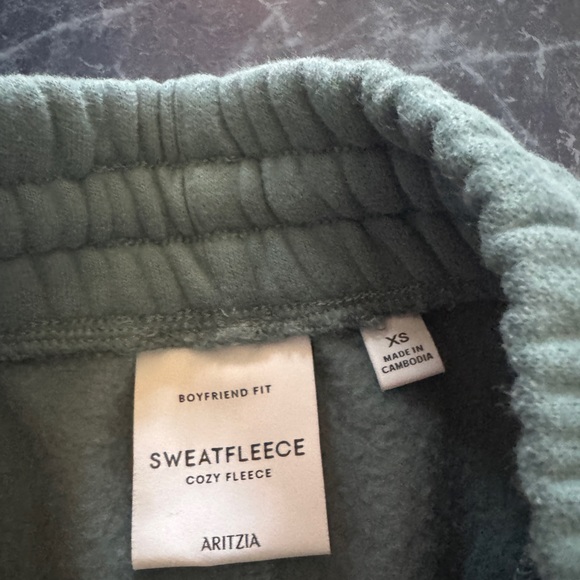 BOYFRIEND FIT
SWEATFLEECE
COZY FLEECE
ARITZIA
XS
MADE IN
CAMBODIA